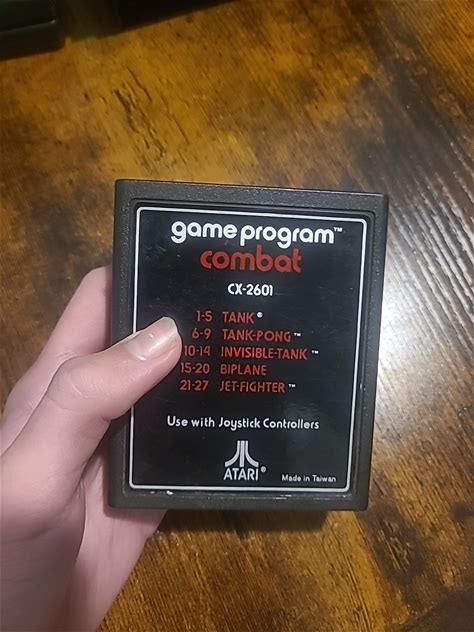 game program™
combat
CX-2601
1-5 TANK®
6-9 TANK-PONG™
10-14 INVISIBLE-TANK™
15-20 BIPLANE
21-27 JET-FIGHTER™
Use with Joystick Controllers
ATARI®
Made in Taiwan